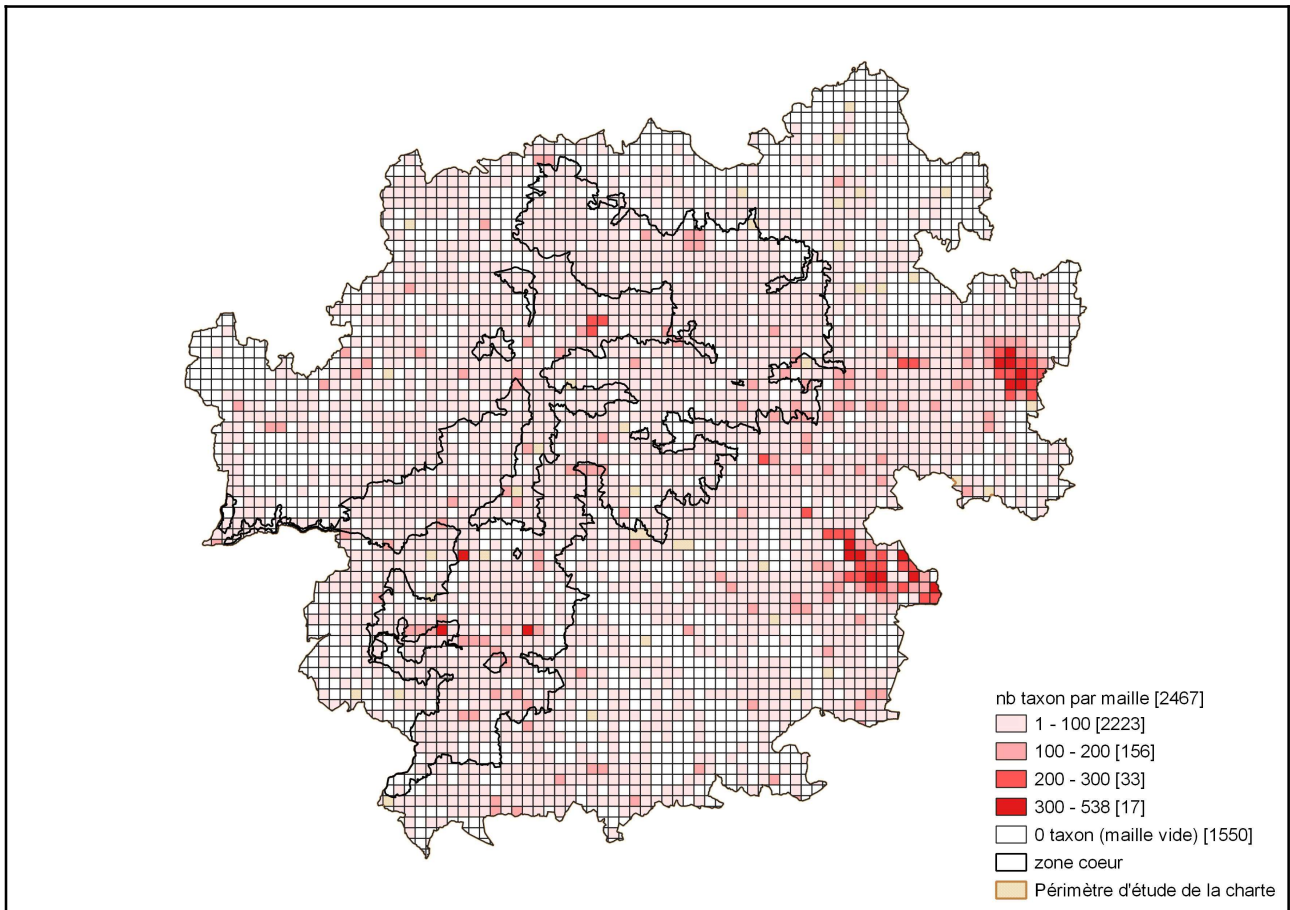 nb taxon par maille [2467]
1 - 100 [2223]
100 - 200 [156]
200 - 300 [33]
300 - 538 [17]
0 taxon (maille vide) [1550]
zone coeur
Périmètre d'étude de la charte